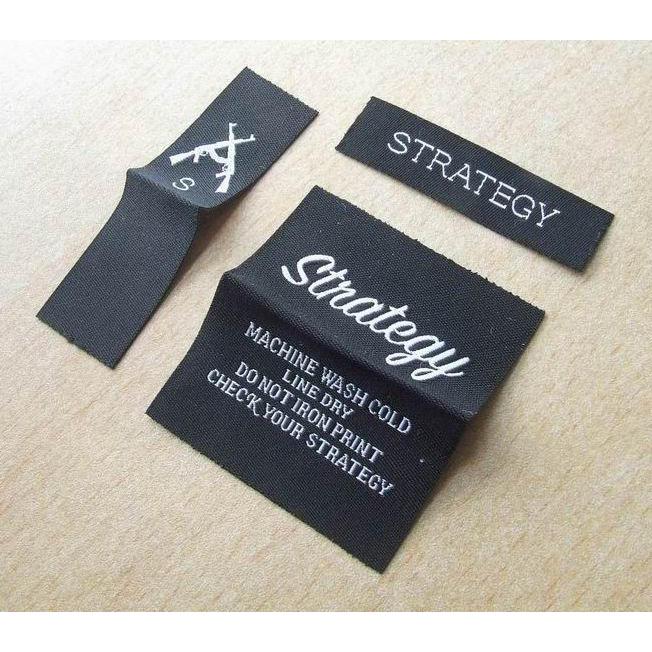 S
STRATEGY
Strategy
MACHINE WASH COLD
LINE DRY
DO NOT IRON PRINT
CHECK YOUR STRATEGY